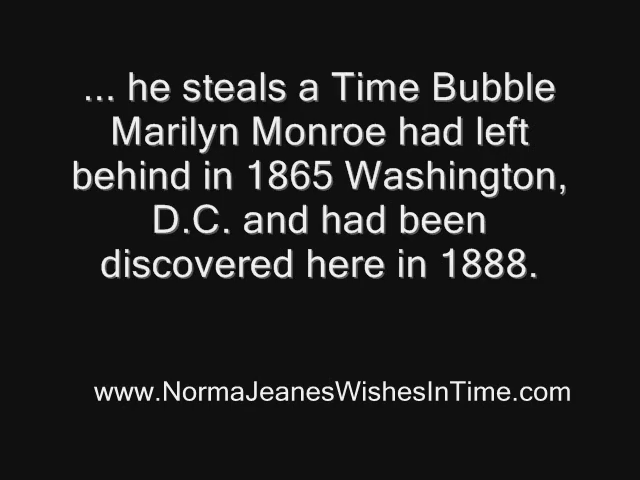 ... he steals a Time Bubble
Marilyn Monroe had left
behind in 1865 Washington,
D.C. and had been
discovered here in 1888.
www.NormaJeanesWishesInTime.com